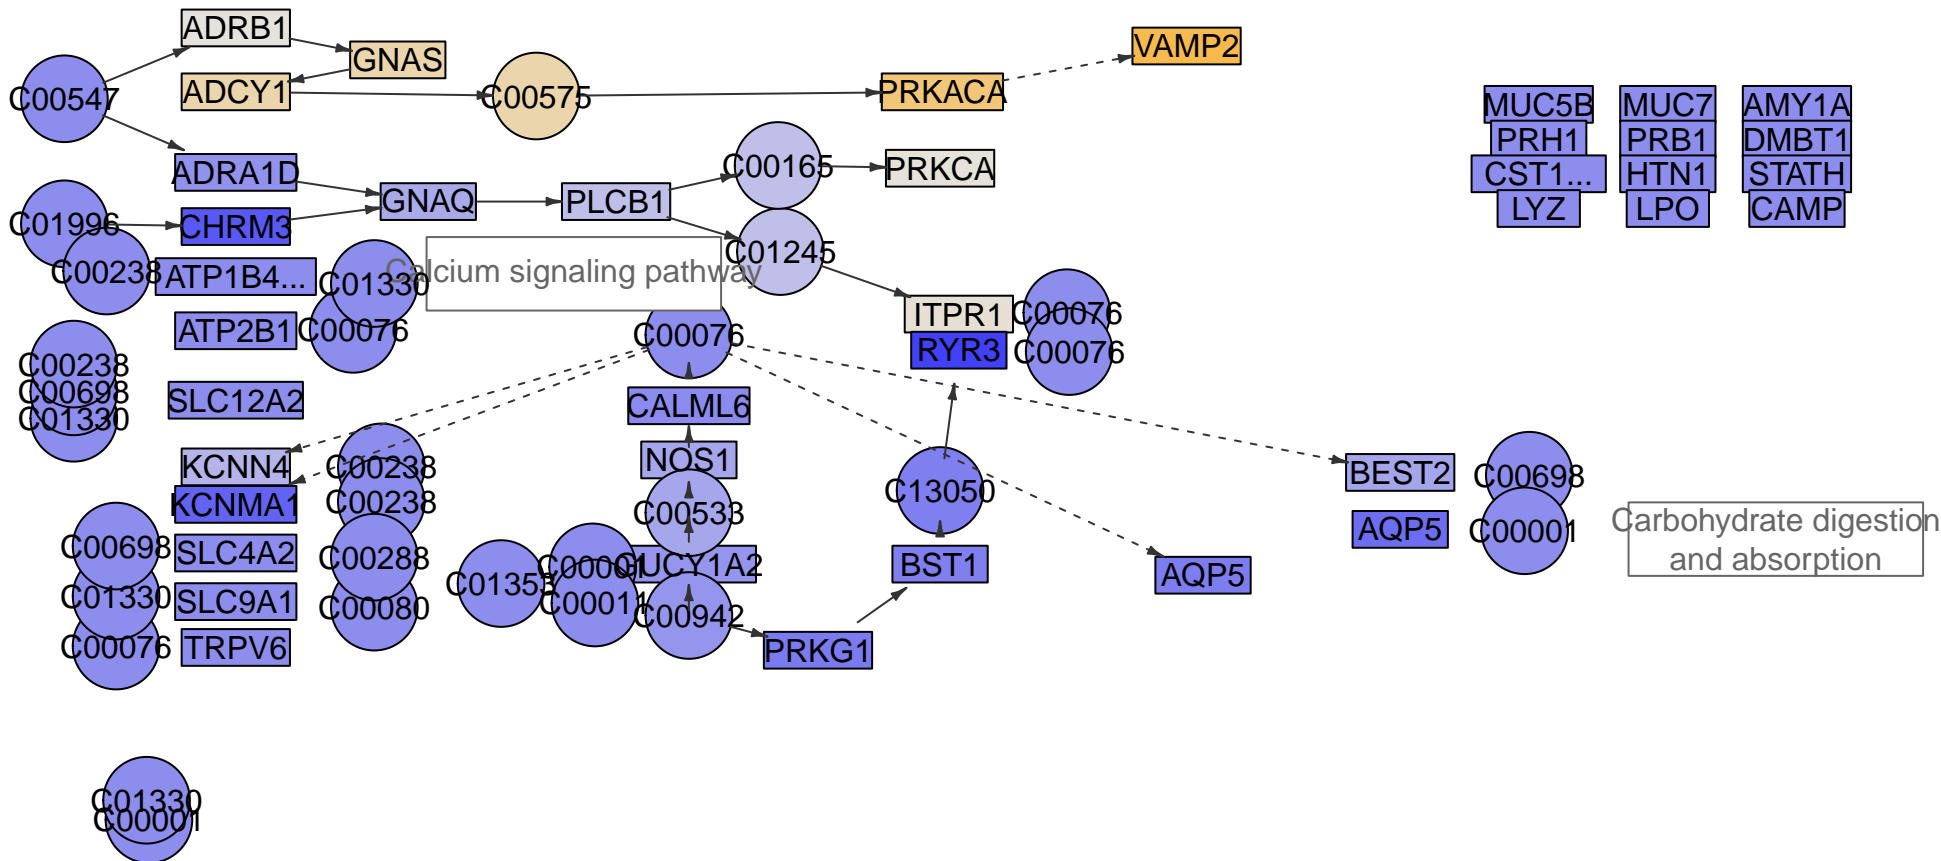 ADRB1
GNAS
VAMP2
C00547
ADCY1
C00575
PRKACA
MUC5B
MUC7
AMY1A
PRH1
PRB1
DMBT1
CST1...
HTN1
STATH
LYZ
LPO
CAMP
ADRA1D
C00165
PRKCA
GNAQ
PLCB1
C01996
CHRM3
C01245
C00238
ATP1B4...
C01330
Calcium signaling pathway
ATP2B1
C00076
C00076
ITPR1
C00076
RYR3
C00076
C00238
C00698
C01330
SLC12A2
CALML6
KCNN4
C00238
NOS1
BEST2
C00698
KCNMA1
C00238
C00533
C13050
AQP5
C00001
Carbohydrate digestion
and absorption
C00698
SLC4A2
C00288
C01353
C00001
GUCY1A2
BST1
AQP5
C01330
SLC9A1
C00080
C00011
C00942
C00076
TRPV6
PRKG1
C01330
C00001